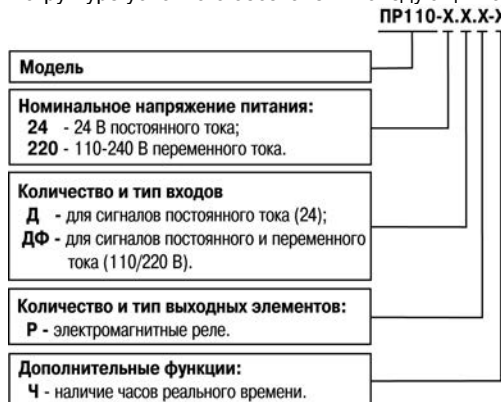 ПР110-Х.Х.Х-Х
Модель
Номинальное напряжение питания:
24 - 24 В постоянного тока;
220 - 110-240 В переменного тока.
Количество и тип входов
Д - для сигналов постоянного тока (24);
ДФ - для сигналов постоянного и переменного
тока (110/220 В).
Количество и тип выходных элементов:
Р - электромагнитные реле.
Дополнительные функции:
Ч - наличие часов реального времени.